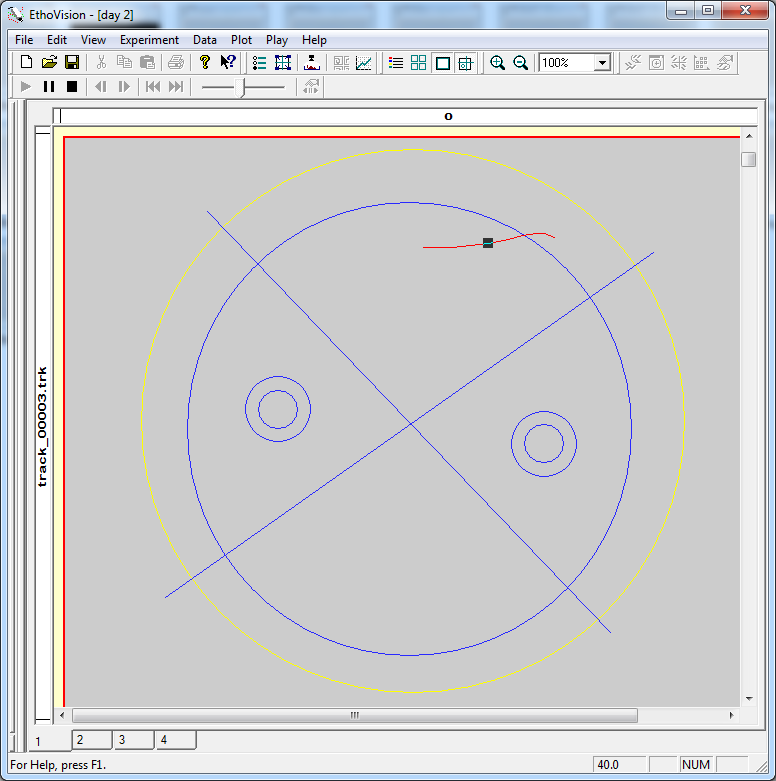 EthoVision - [day 2]
File Edit View Experiment Data Plot Play Help
100%
o
track_00003.trk
1 2 3 4
For Help, press F1. 40.0 NUM